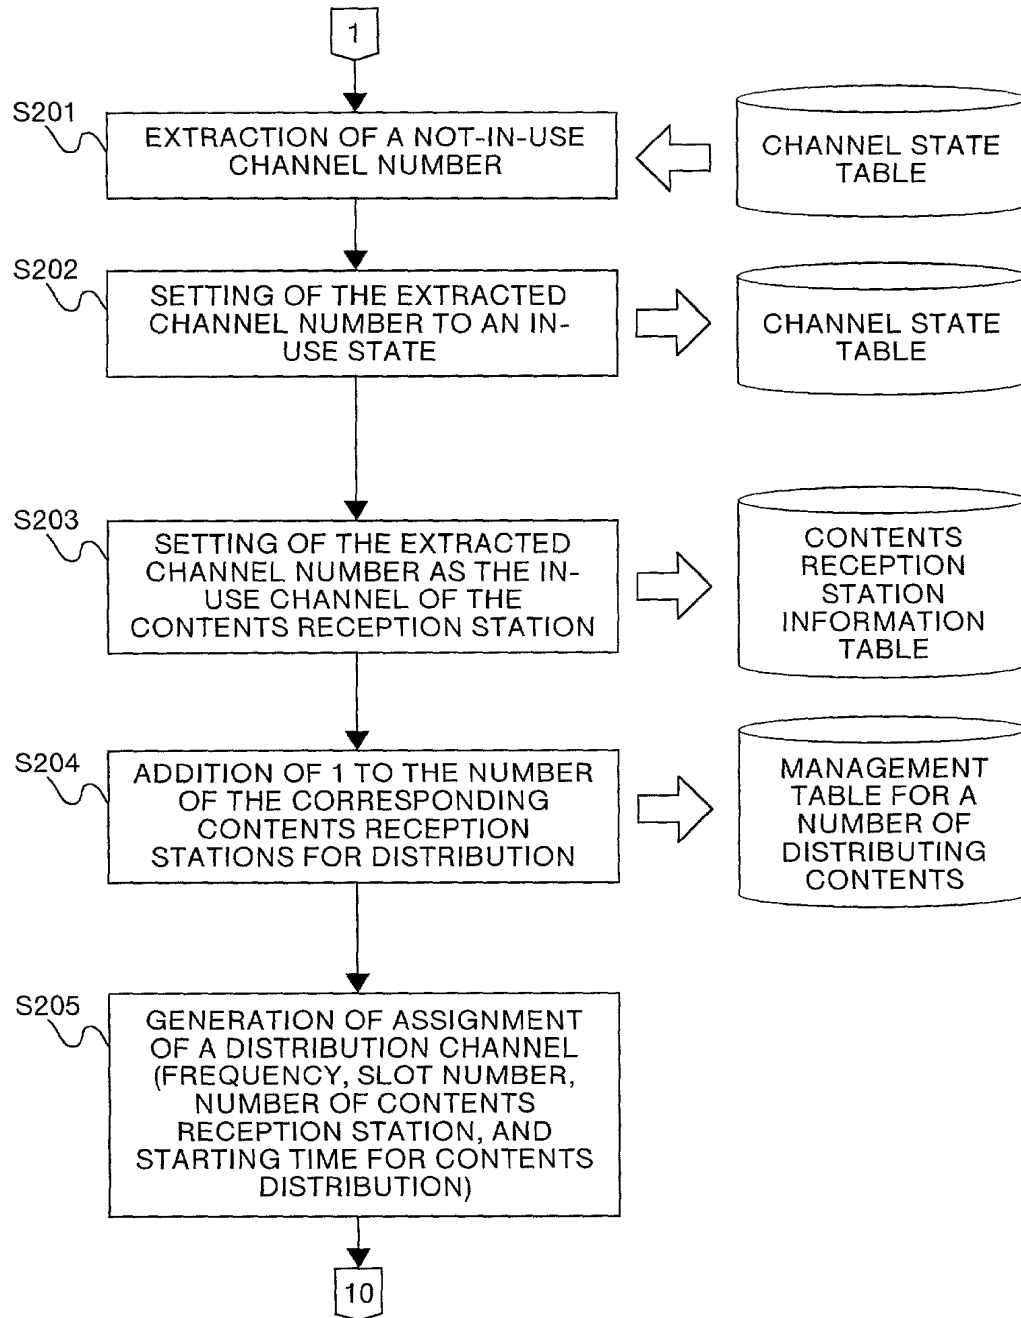 1
S201
EXTRACTION OF A NOT-IN-USE
CHANNEL NUMBER
CHANNEL STATE
TABLE
S202
SETTING OF THE EXTRACTED
CHANNEL NUMBER TO AN IN-
USE STATE
CHANNEL STATE
TABLE
S203
SETTING OF THE EXTRACTED
CHANNEL NUMBER AS THE IN-
USE CHANNEL OF THE
CONTENTS RECEPTION STATION
CONTENTS
RECEPTION
STATION
INFORMATION
TABLE
S204
ADDITION OF 1 TO THE NUMBER
OF THE CORRESPONDING
CONTENTS RECEPTION
STATIONS FOR DISTRIBUTION
MANAGEMENT
TABLE FOR A
NUMBER OF
DISTRIBUTING
CONTENTS
S205
GENERATION OF ASSIGNMENT
OF A DISTRIBUTION CHANNEL
(FREQUENCY, SLOT NUMBER,
NUMBER OF CONTENTS
RECEPTION STATION, AND
STARTING TIME FOR CONTENTS
DISTRIBUTION)
10